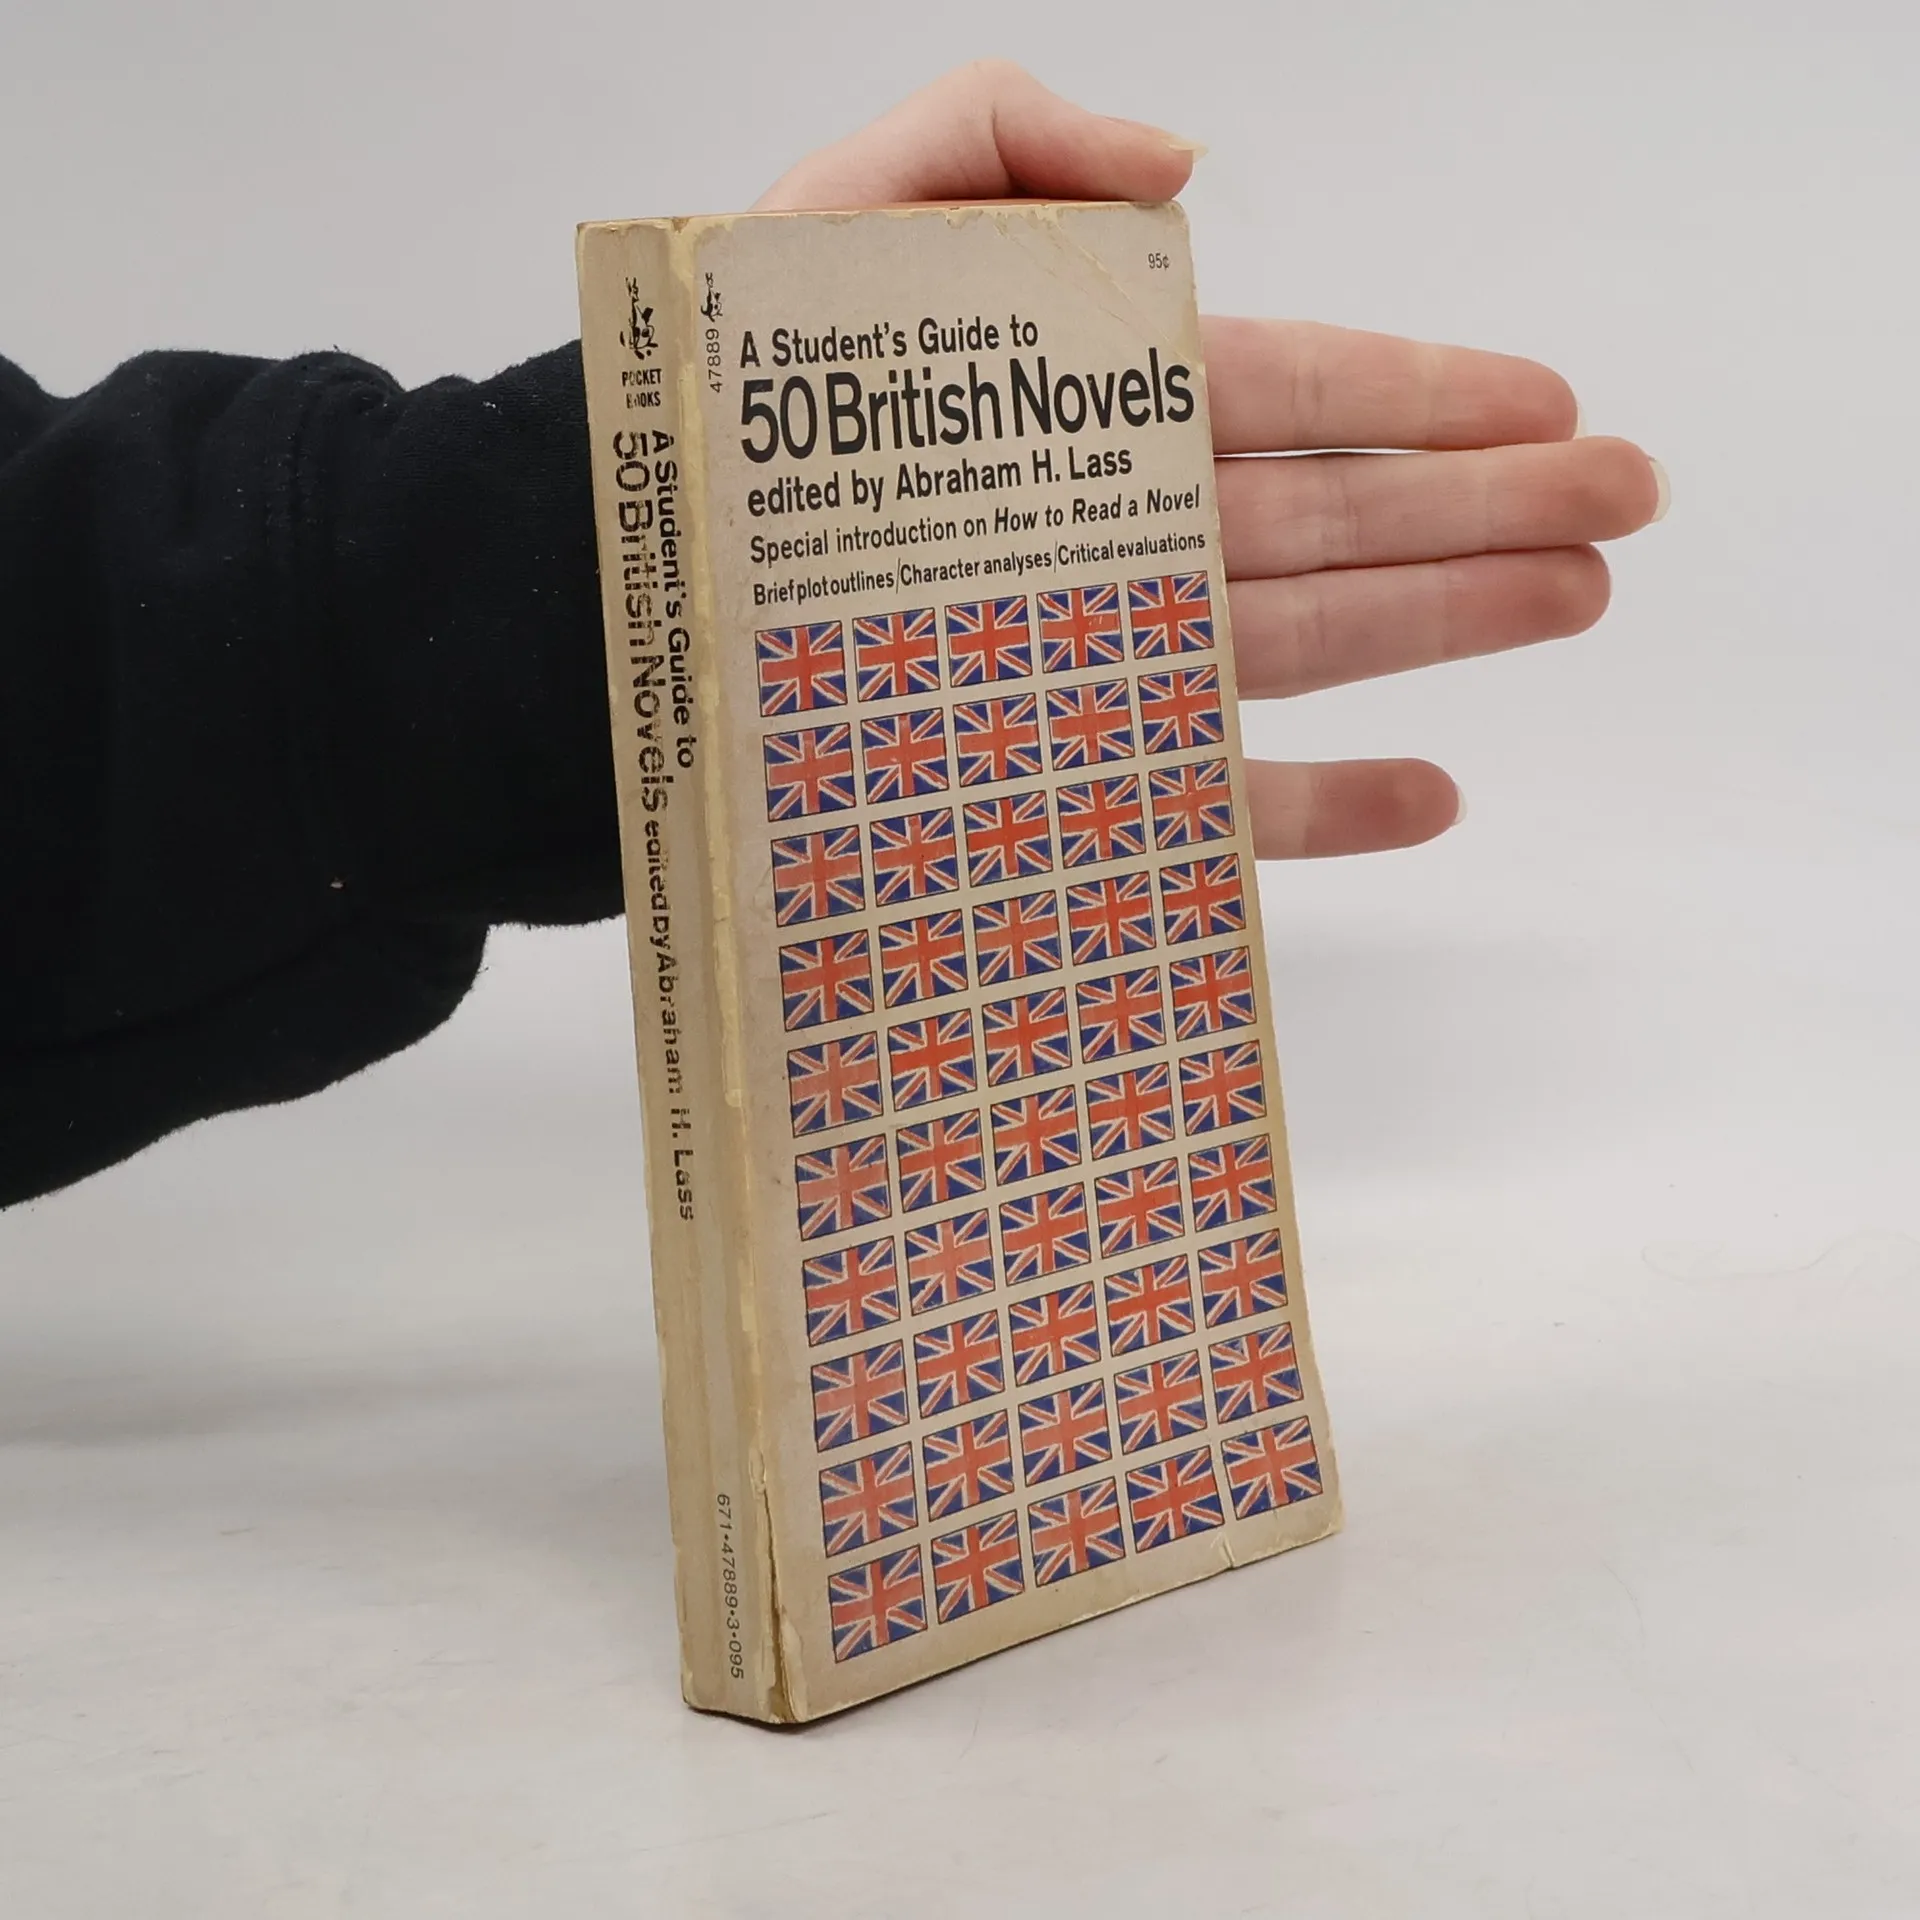 POCKET
BOOKS
A Student's Guide to
50 British Novels edited by Abraham H. Lass
671•47889•3•095
47889
95¢
A Student's Guide to
50 British Novels
edited by Abraham H. Lass
Special introduction on How to Read a Novel
Brief plot outlines/Character analyses/Critical evaluations